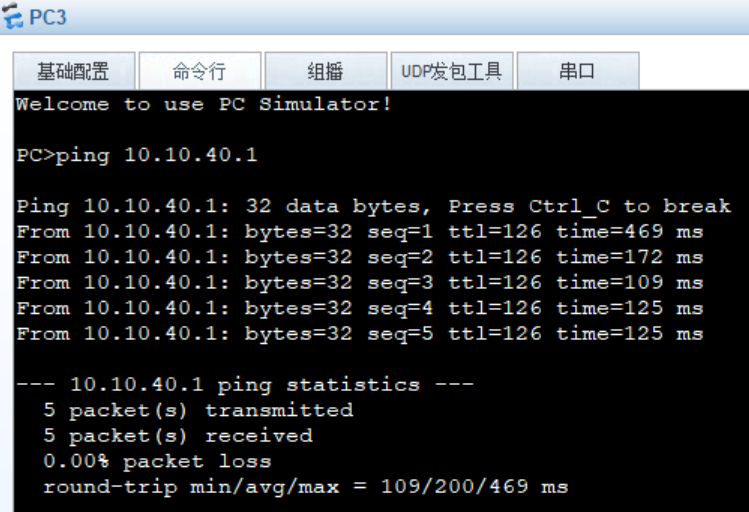 PC3
基础配置 命令行 组播 UDP发包工具 串口
Welcome to use PC Simulator!
PC>ping 10.10.40.1
Ping 10.10.40.1: 32 data bytes, Press Ctrl_C to break
From 10.10.40.1: bytes=32 seq=1 ttl=126 time=469 ms
From 10.10.40.1: bytes=32 seq=2 ttl=126 time=172 ms
From 10.10.40.1: bytes=32 seq=3 ttl=126 time=109 ms
From 10.10.40.1: bytes=32 seq=4 ttl=126 time=125 ms
From 10.10.40.1: bytes=32 seq=5 ttl=126 time=125 ms
--- 10.10.40.1 ping statistics ---
5 packet(s) transmitted
5 packet(s) received
0.00% packet loss
round-trip min/avg/max = 109/200/469 ms